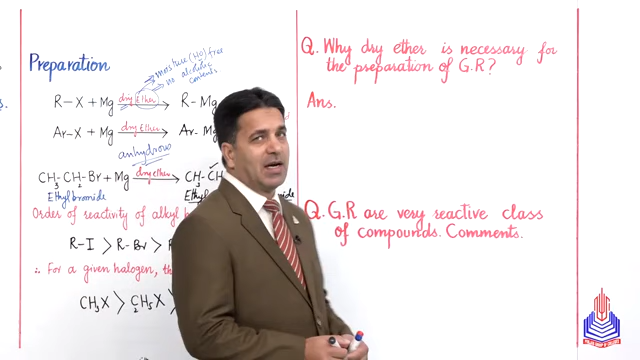 Preparation
moisture (H₂O) free
no alcoholic contents
R-X + Mg dry Ether → R-Mg
Ar-X + Mg dry Ether → Ar-Mg
anhydrous
CH₃-CH₂-Br + Mg dry ether → CH₃-CH
Ethylbromide
Order of reactivity of alkyl
R-I > R-Br >
∴ For a given halogen, th
CH₃X > C₂H₅X >
Q. Why dry ether is necessary for
the preparation of G.R?
Ans.
Q. G.R are very reactive class
of compounds. Comments.